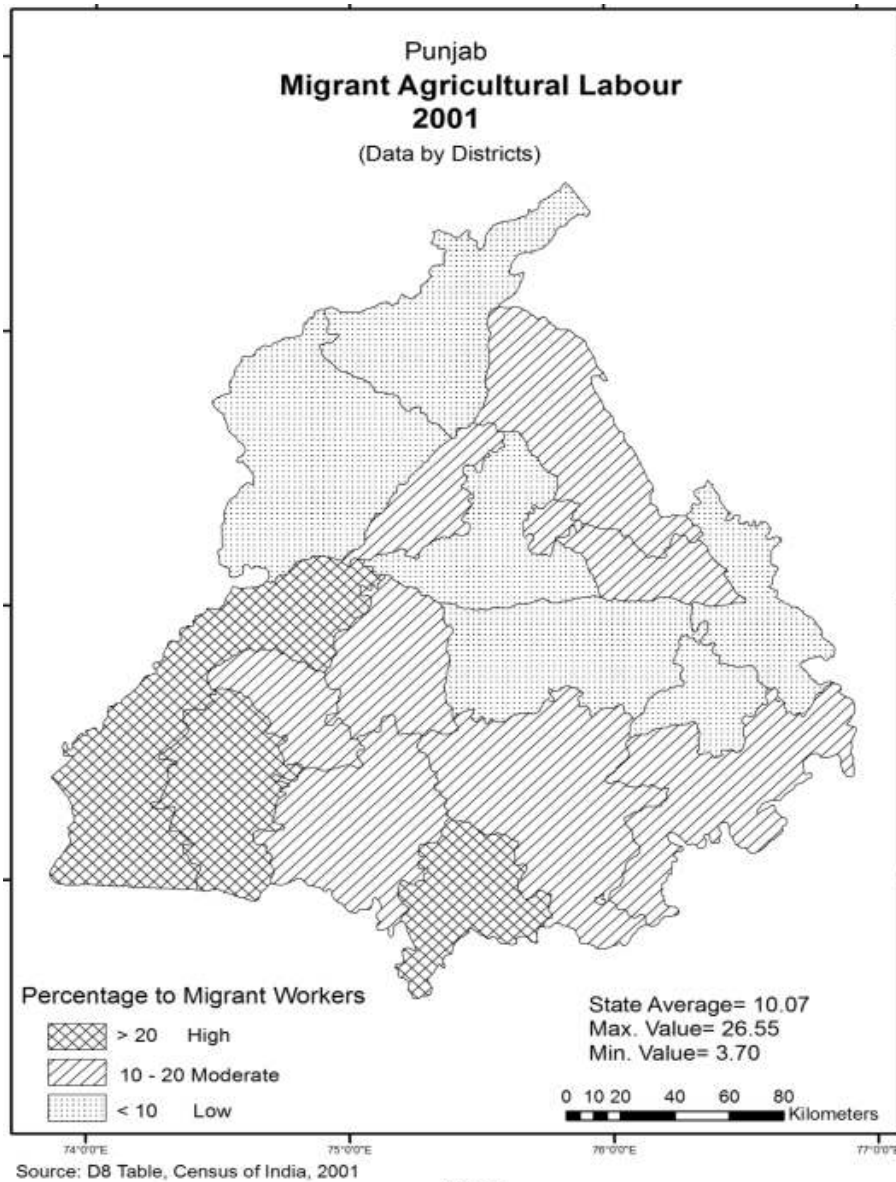 Punjab
Migrant Agricultural Labour
2001
(Data by Districts)
Percentage to Migrant Workers
> 20 High
10 - 20 Moderate
< 10 Low
State Average= 10.07
Max. Value= 26.55
Min. Value= 3.70
0 10 20 40 60 80
Kilometers
74°0'0"E 75°0'0"E 76°0'0"E 77°0'0"E
Source: D8 Table, Census of India, 2001